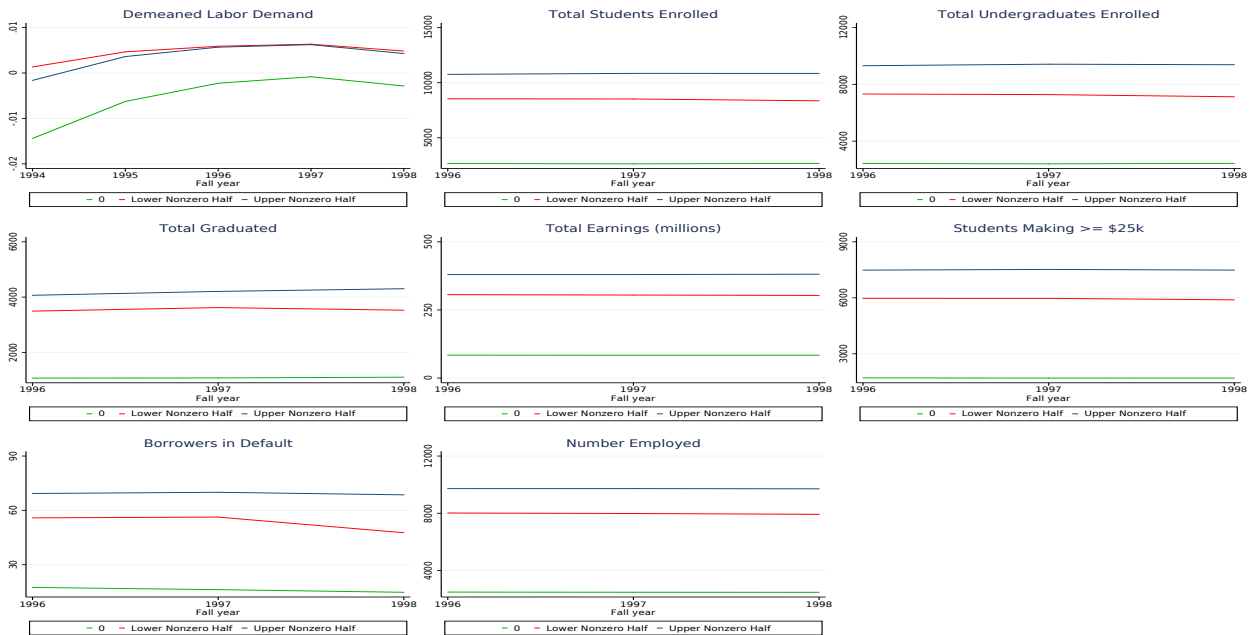 Demeaned Labor Demand
.01
0
-.01
-.02
1994 1995 1996 1997 1998
Fall year
0 Lower Nonzero Half Upper Nonzero Half
Total Students Enrolled
15000
10000
5000
1996 1997 1998
Fall year
0 Lower Nonzero Half Upper Nonzero Half
Total Undergraduates Enrolled
12000
8000
4000
1996 1997 1998
Fall year
0 Lower Nonzero Half Upper Nonzero Half
Total Graduated
6000
4000
2000
1996 1997 1998
Fall year
0 Lower Nonzero Half Upper Nonzero Half
Total Earnings (millions)
500
250
0
1996 1997 1998
Fall year
0 Lower Nonzero Half Upper Nonzero Half
Students Making >= $25k
9000
6000
3000
1996 1997 1998
Fall year
0 Lower Nonzero Half Upper Nonzero Half
Borrowers in Default
90
60
30
1996 1997 1998
Fall year
0 Lower Nonzero Half Upper Nonzero Half
Number Employed
12000
8000
4000
1996 1997 1998
Fall year
0 Lower Nonzero Half Upper Nonzero Half